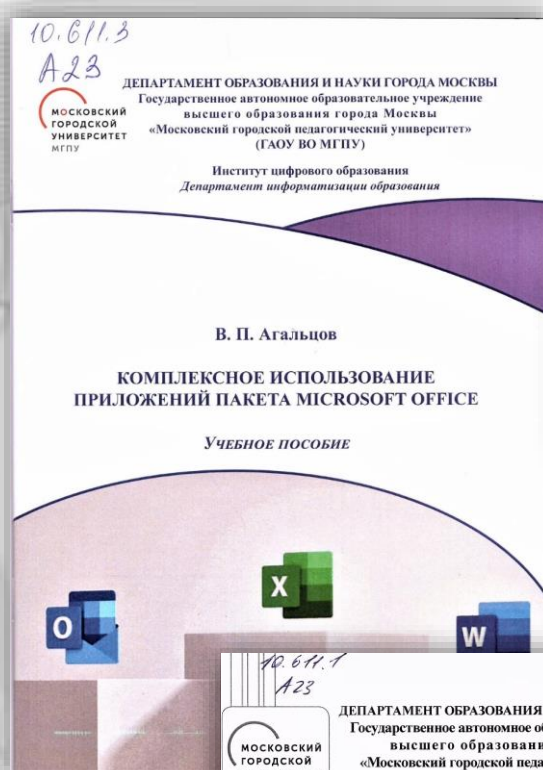 10.611.3
А23
МОСКОВСКИЙ
ГОРОДСКОЙ
УНИВЕРСИТЕТ
МГПУ
ДЕПАРТАМЕНТ ОБРАЗОВАНИЯ И НАУКИ ГОРОДА МОСКВЫ
Государственное автономное образовательное учреждение
высшего образования города Москвы
«Московский городской педагогический университет»
(ГАОУ ВО МГПУ)
Институт цифрового образования
Департамент информатизации образования
В. П. Агальцов
КОМПЛЕКСНОЕ ИСПОЛЬЗОВАНИЕ
ПРИЛОЖЕНИЙ ПАКЕТА MICROSOFT OFFICE
УЧЕБНОЕ ПОСОБИЕ
O
X
W
10.611.1
А23
МОСКОВСКИЙ
ГОРОДСКОЙ
ДЕПАРТАМЕНТ ОБРАЗОВАНИЯ
Государственное автономное об
высшего образовани
«Московский городской педа